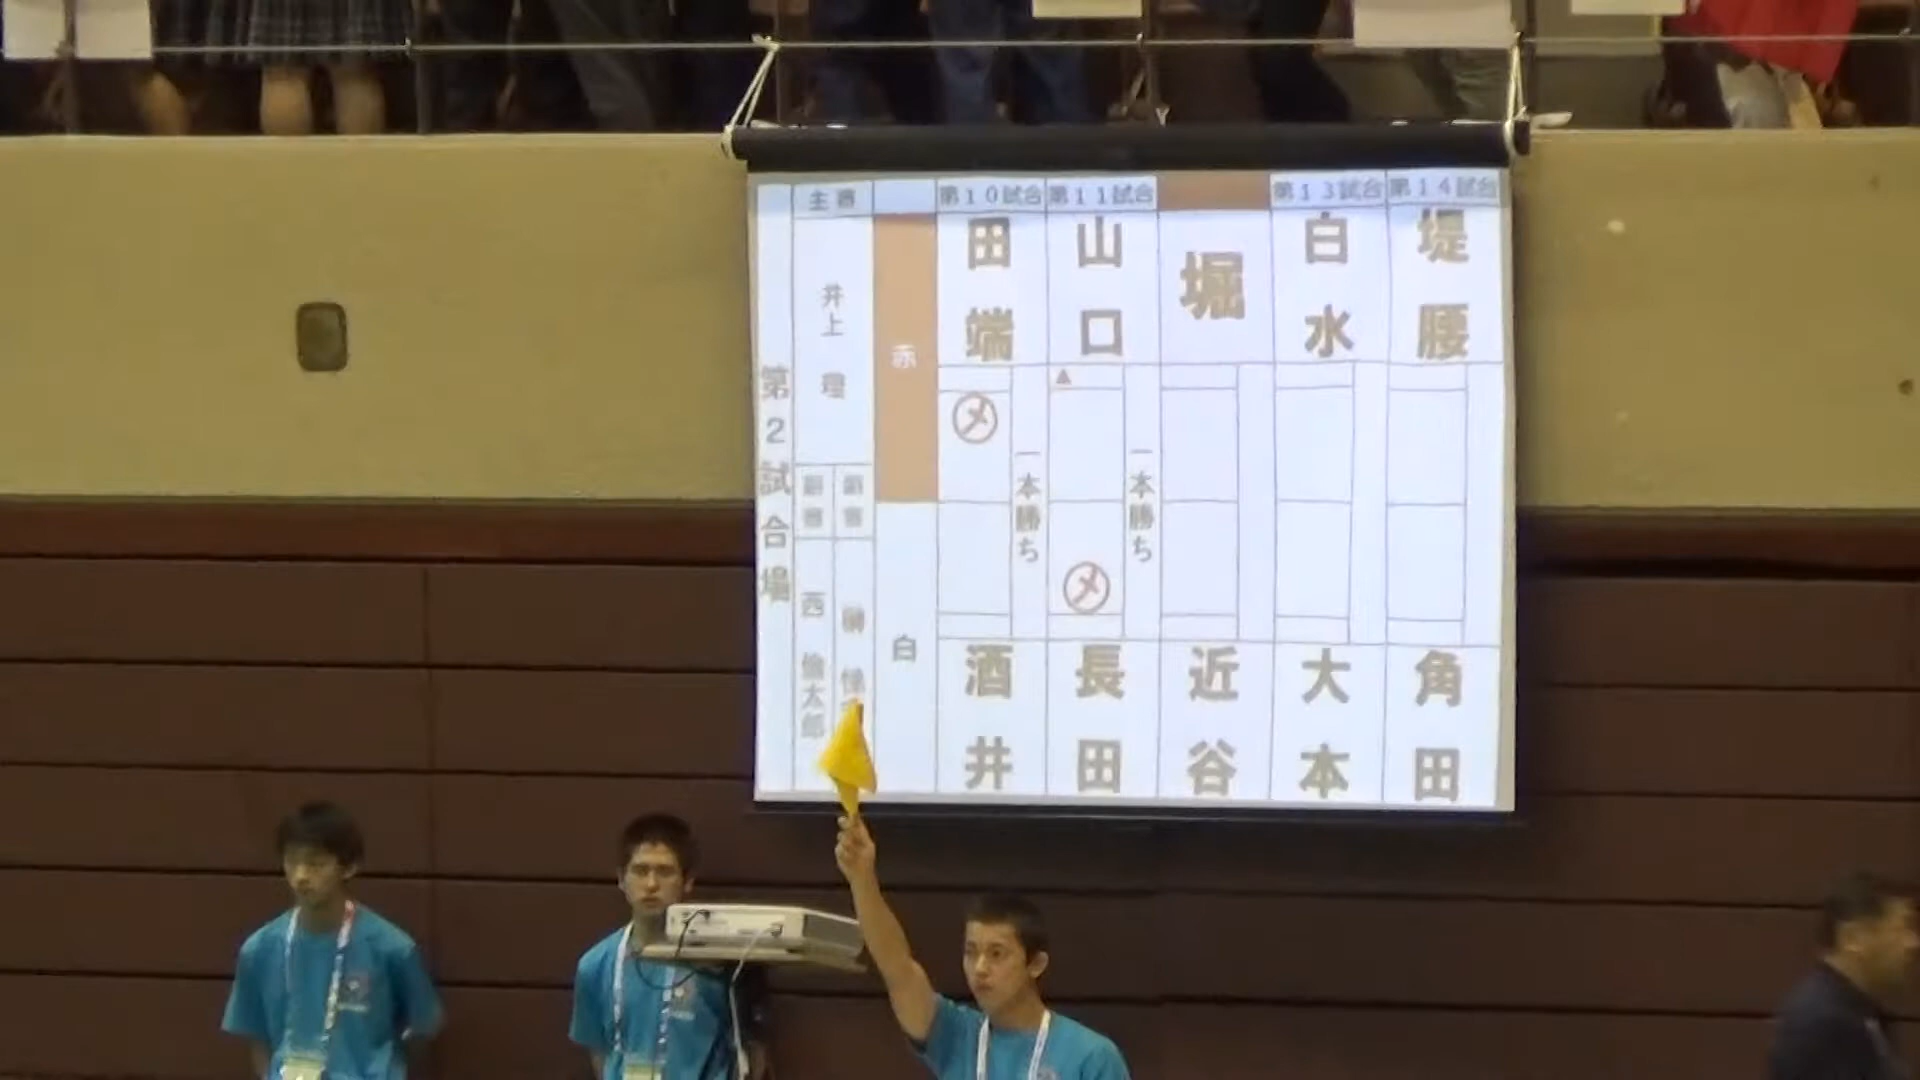 第2試合場
主審
井上 理
副審
副審
西 倫太郎
赤
白
第10試合
第11試合
第13試合
第14試合
田端
山口
堀
白水
堤腰
▲
メ
一本勝ち
一本勝ち
メ
酒井
長田
近谷
大本
角田